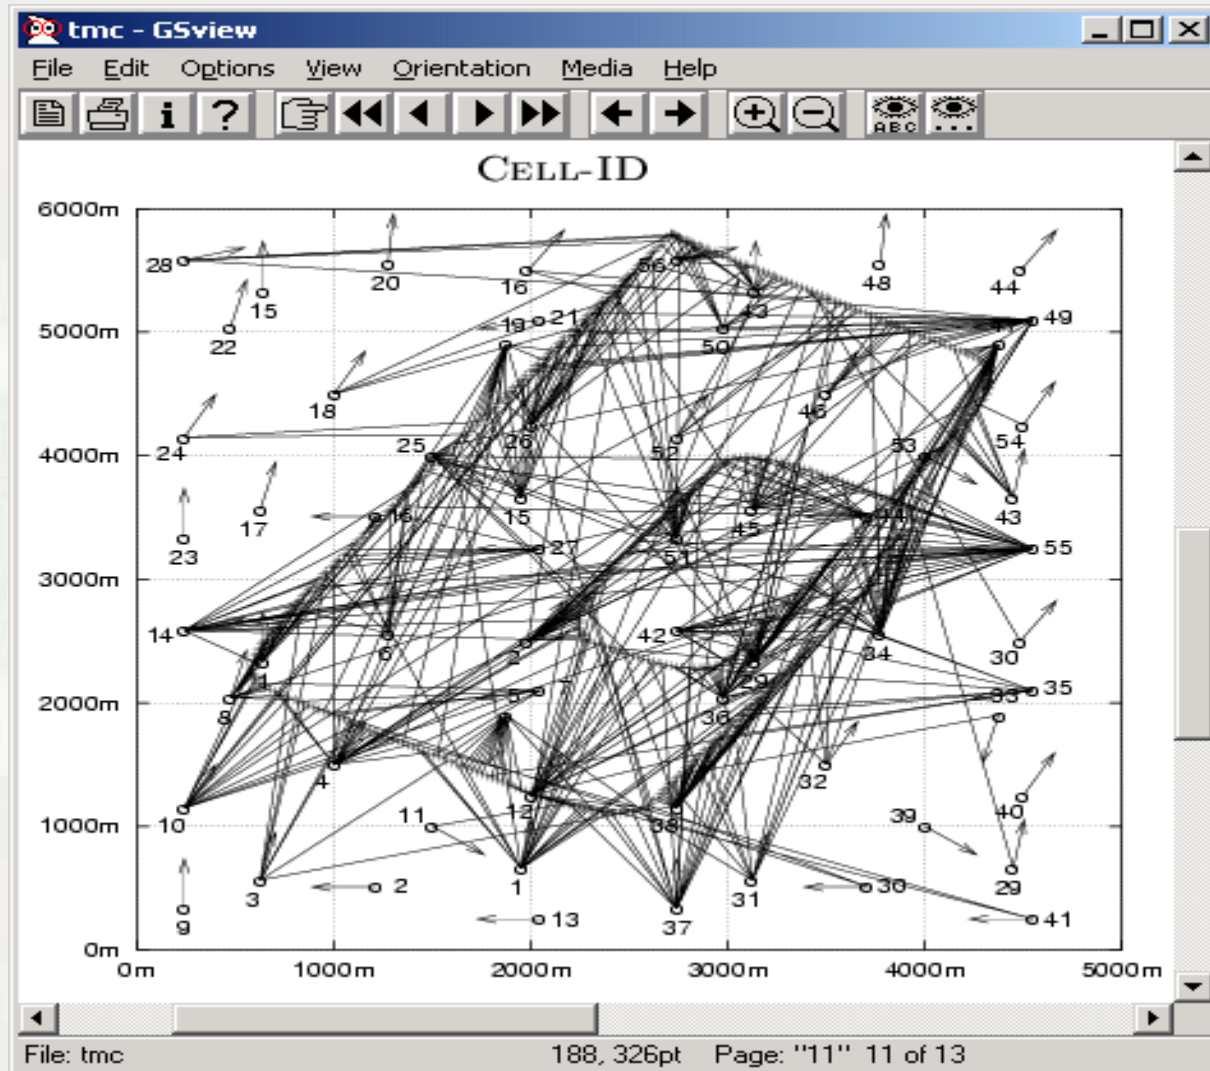 tmc - GSview
File Edit Options View Orientation Media Help
i ? ABC
CELL-ID
6000m
28 20 16 56 48 44
15 43
22 19 21 50 49
5000m
18 46
24 25 26 52 53 54
4000m
17 16 15 45 44 43
23 27 51 55
3000m
14 6 2 42 34 30
1 29
8 5 36 33 35
2000m
4 32
10 11 12 38 39 40
1000m
3 2 1 31 30 29
9 13 37 41
0m
0m 1000m 2000m 3000m 4000m 5000m
File: tmc 188, 326pt Page: "11" 11 of 13